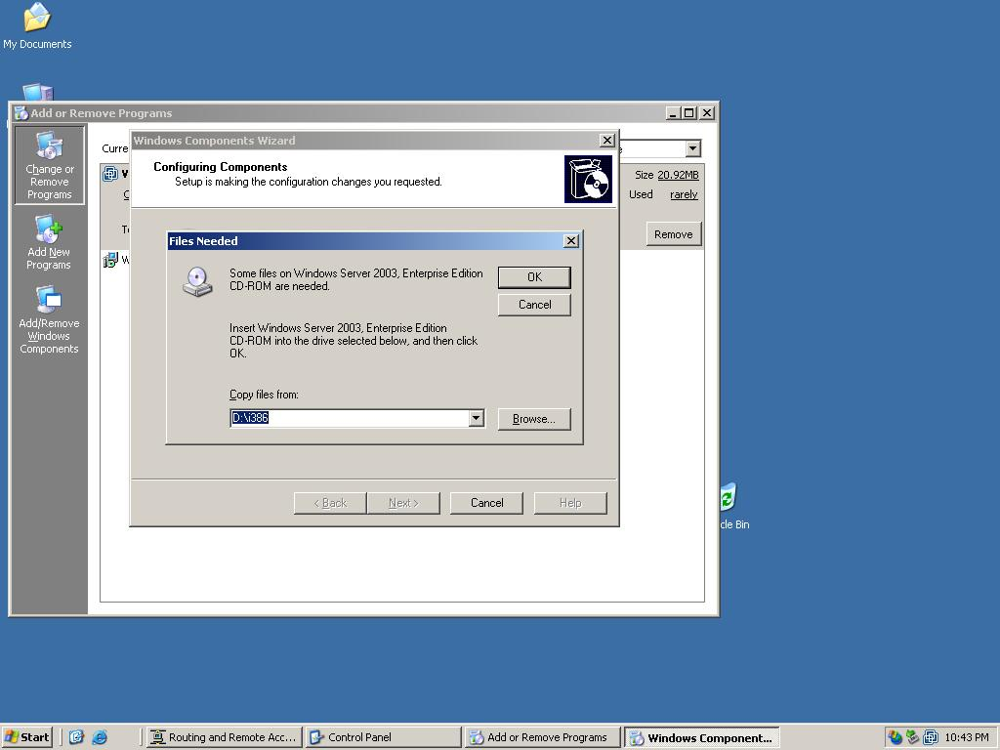 My Documents
Add or Remove Programs
Change or
Remove
Programs
Add New
Programs
Add/Remove
Windows
Components
Curre
Size 20.92MB
Used rarely
Remove
Windows Components Wizard
Configuring Components
Setup is making the configuration changes you requested.
Files Needed
Some files on Windows Server 2003, Enterprise Edition
CD-ROM are needed.
Insert Windows Server 2003, Enterprise Edition
CD-ROM into the drive selected below, and then click
OK.
OK
Cancel
Copy files from:
D:\i386
Browse...
< Back
Next >
Cancel
Help
cle Bin
Start
Routing and Remote Acc...
Control Panel
Add or Remove Programs
Windows Component...
10:43 PM